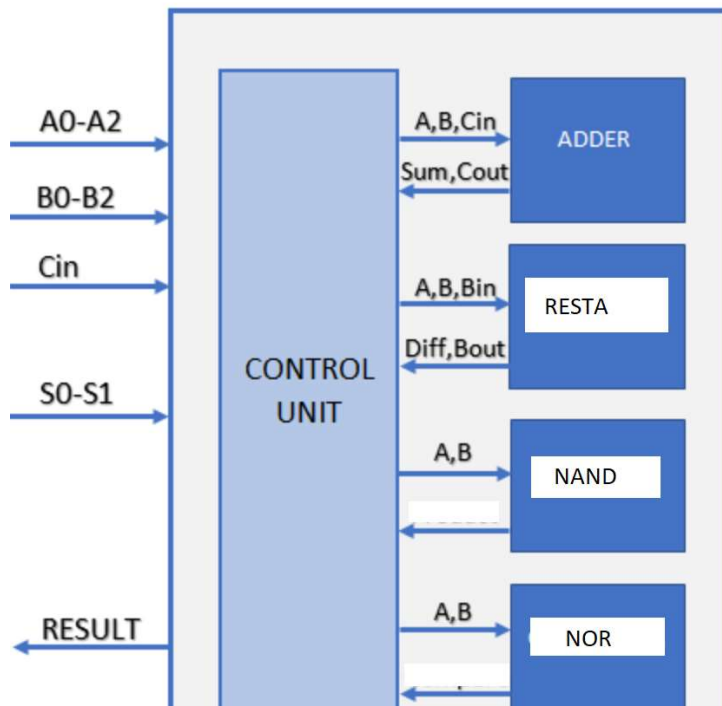 A0-A2
B0-B2
Cin
S0-S1
RESULT
CONTROL
UNIT
A,B,Cin
Sum,Cout
ADDER
A,B,Bin
Diff,Bout
RESTA
A,B
NAND
A,B
NOR